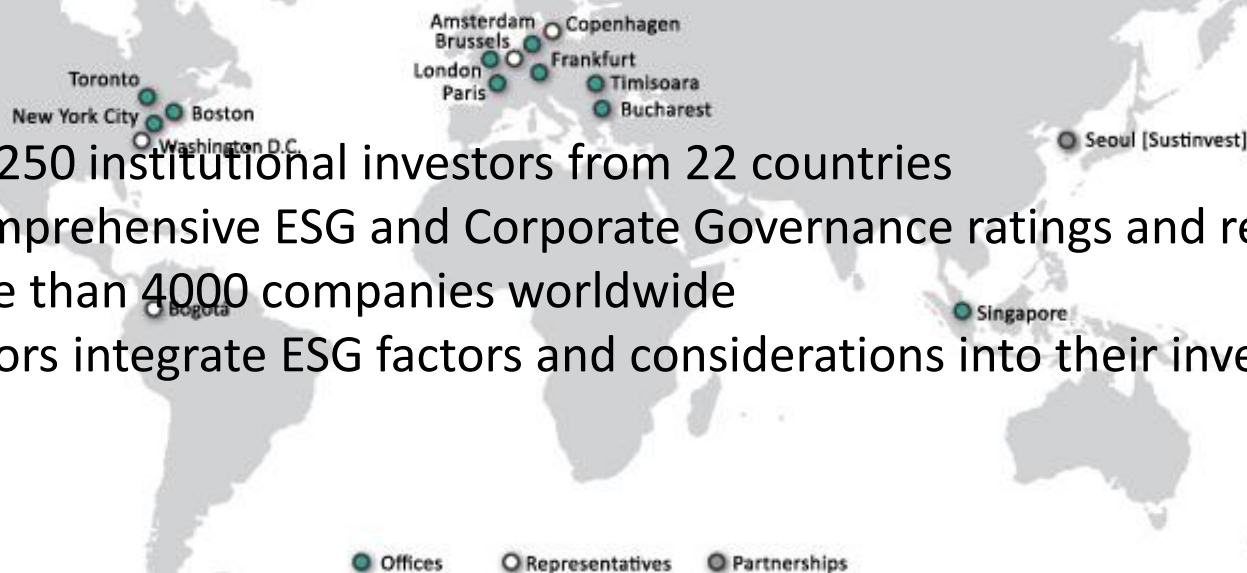 Amsterdam
Copenhagen
Brussels
Frankfurt
London
Timisoara
Paris
Toronto
Bucharest
New York City
Boston
Washington D.C.
Seoul [Sustinvest]
250 institutional investors from 22 countries
mprehensive ESG and Corporate Governance ratings and re
e than 4000 companies worldwide
Bogota
Singapore
ors integrate ESG factors and considerations into their inve
Offices
Representatives
Partnerships